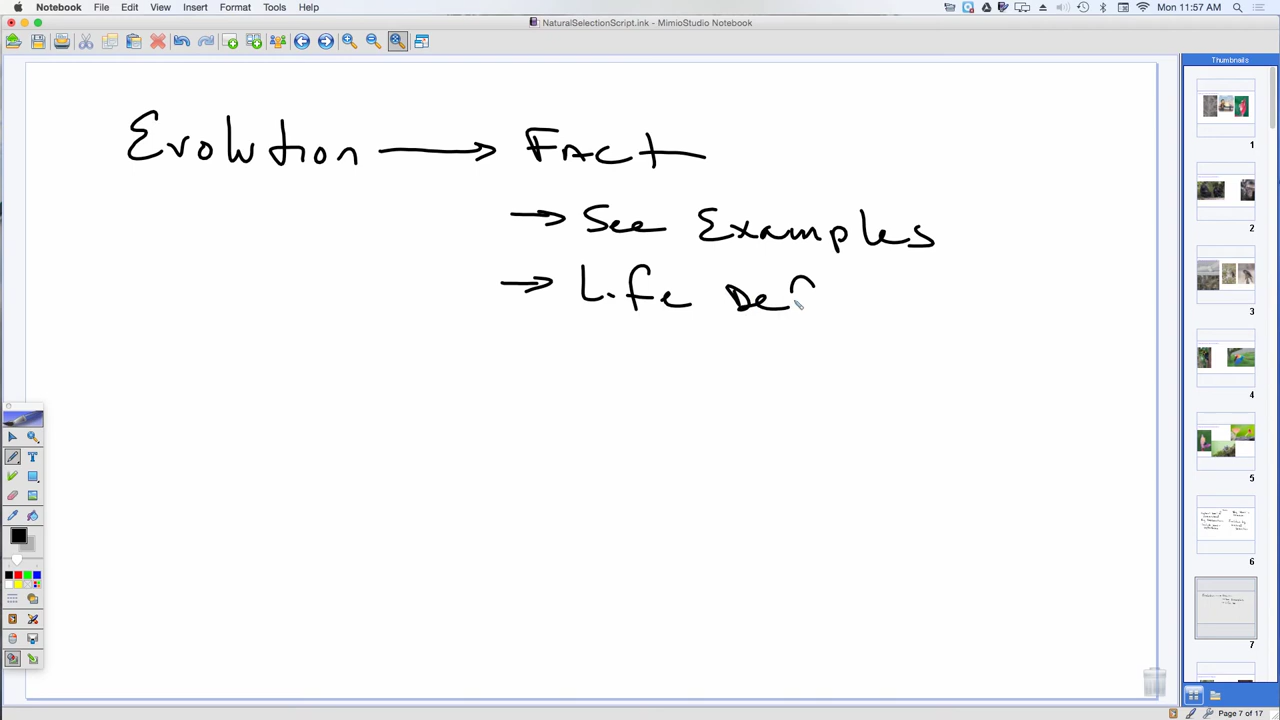 Notebook File Edit View Insert Format Tools Help Mon 11:57 AM
NaturalSelectionScript.ink - MimioStudio Notebook
Thumbnails
Evolution → Fact
→ See Examples
→ Life
1
2
3
4
5
6
7
Page 7 of 17